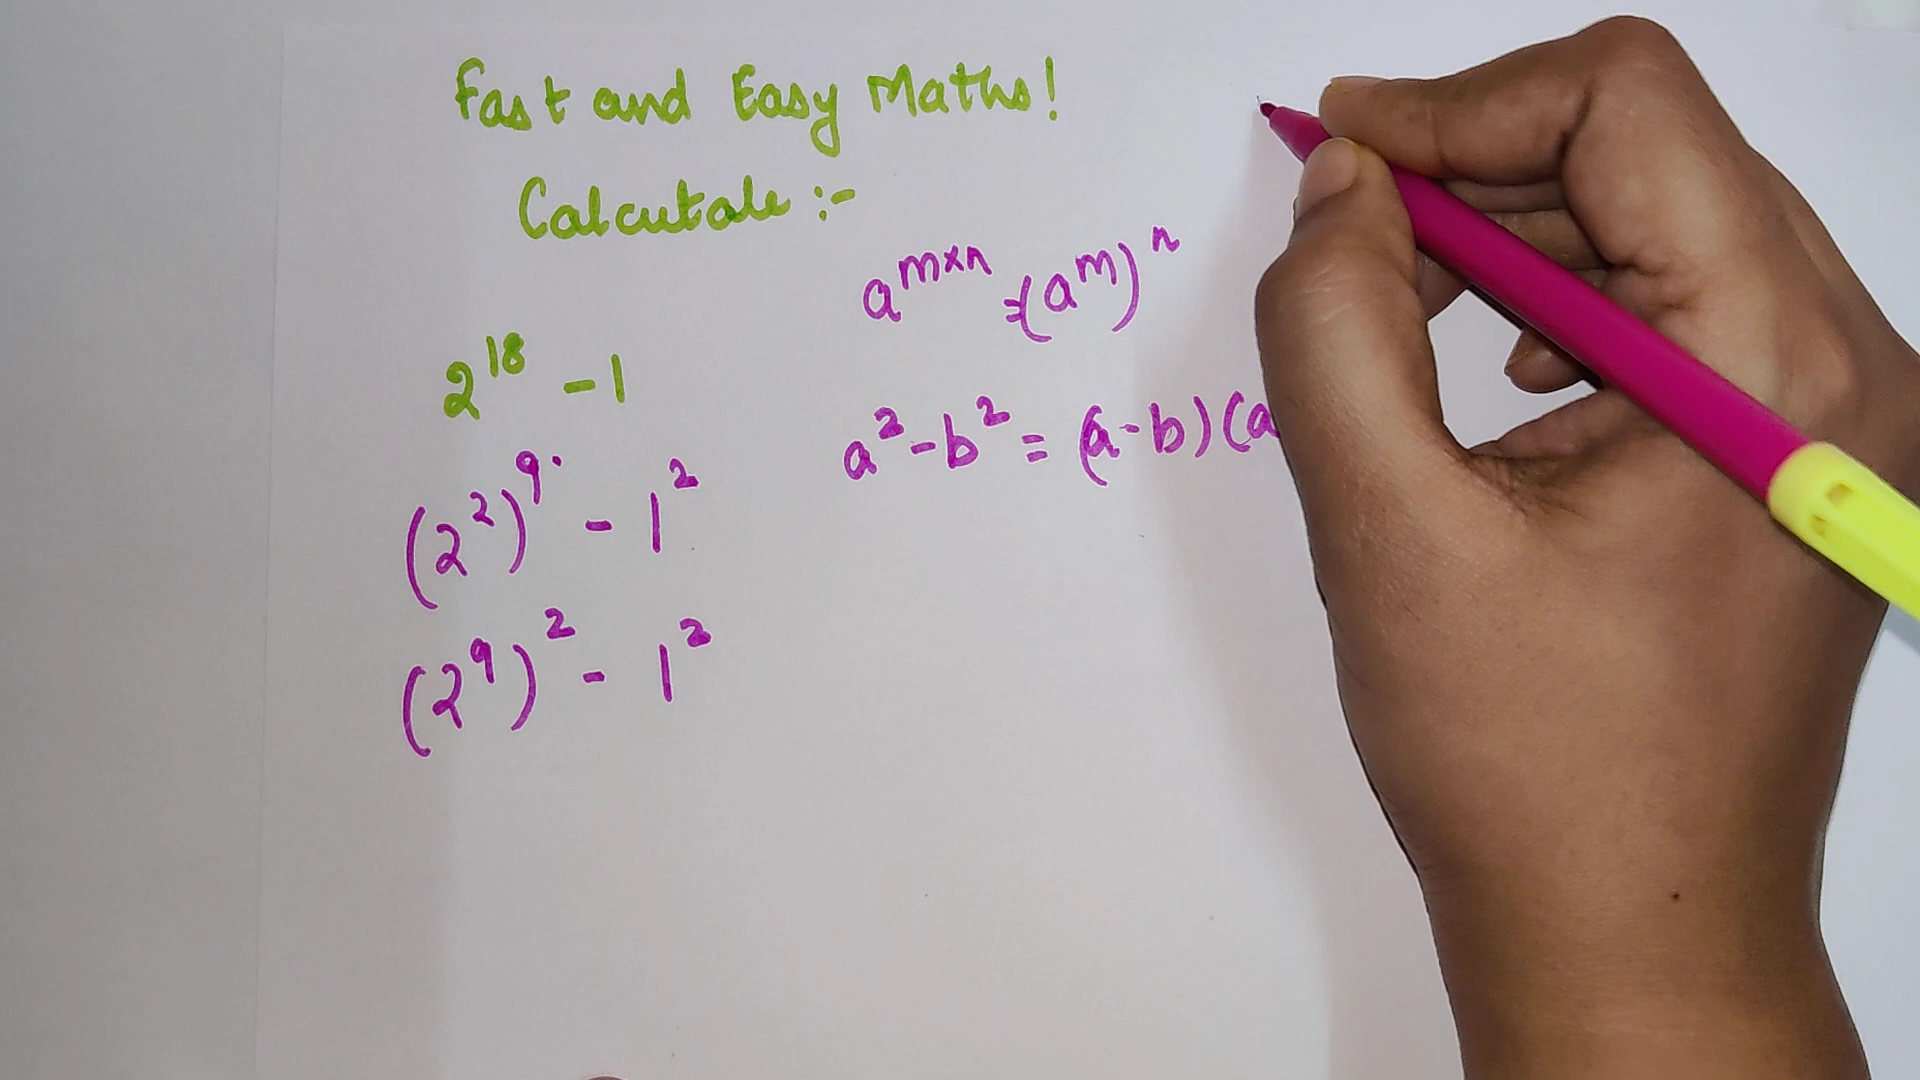 Fast and Easy Maths!
Calculate :-
a^{m×n} = (a^m)^n
2^{18} - 1
a^2 - b^2 = (a-b)(a
(2^2)^{9.} - 1^2
(2^9)^2 - 1^2